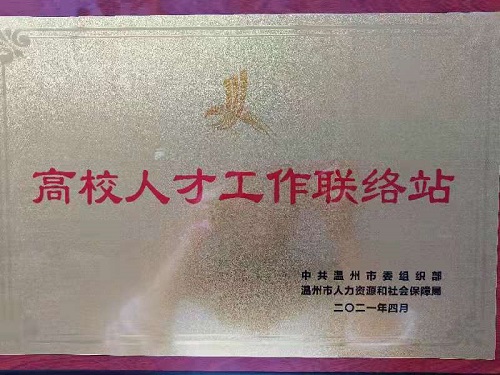 高校人才工作联络站
中共温州市委组织部
温州市人力资源和社会保障局
二〇二一年四月